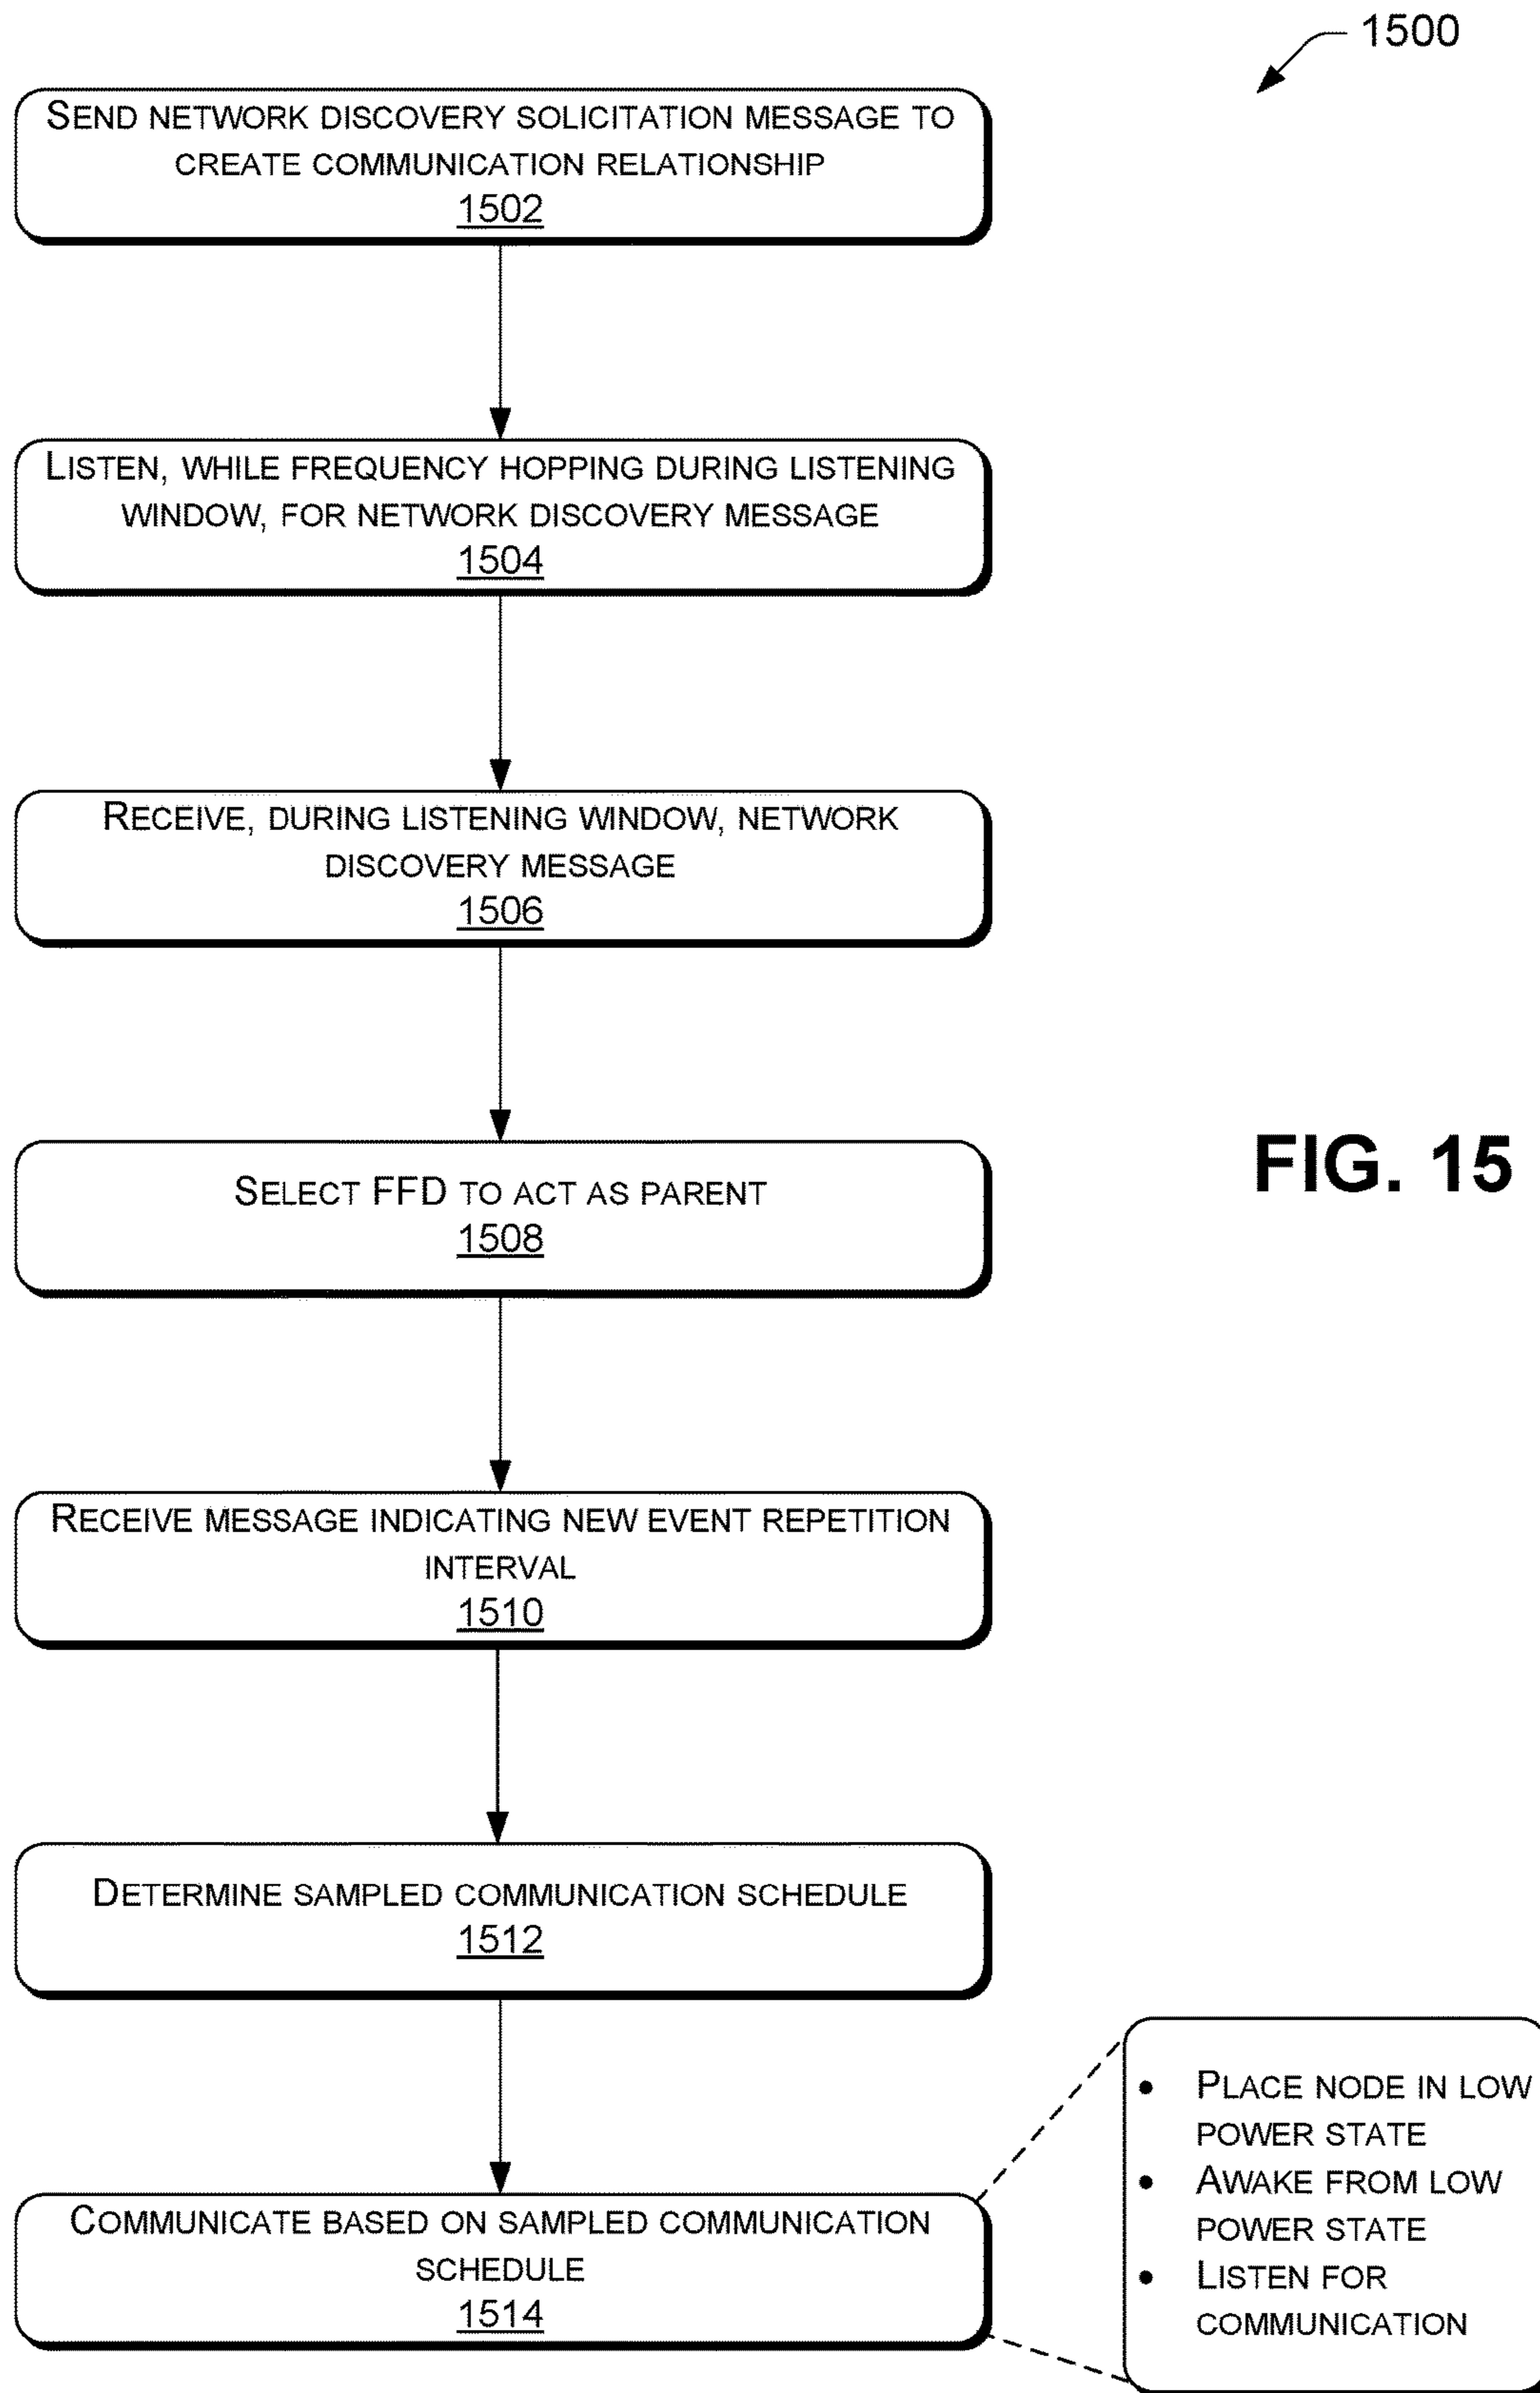 1500
SEND NETWORK DISCOVERY SOLICITATION MESSAGE TO
CREATE COMMUNICATION RELATIONSHIP
1502
LISTEN, WHILE FREQUENCY HOPPING DURING LISTENING
WINDOW, FOR NETWORK DISCOVERY MESSAGE
1504
RECEIVE, DURING LISTENING WINDOW, NETWORK
DISCOVERY MESSAGE
1506
SELECT FFD TO ACT AS PARENT
1508
FIG. 15
RECEIVE MESSAGE INDICATING NEW EVENT REPETITION
INTERVAL
1510
DETERMINE SAMPLED COMMUNICATION SCHEDULE
1512
COMMUNICATE BASED ON SAMPLED COMMUNICATION
SCHEDULE
1514
• PLACE NODE IN LOW
POWER STATE
• AWAKE FROM LOW
POWER STATE
• LISTEN FOR
COMMUNICATION